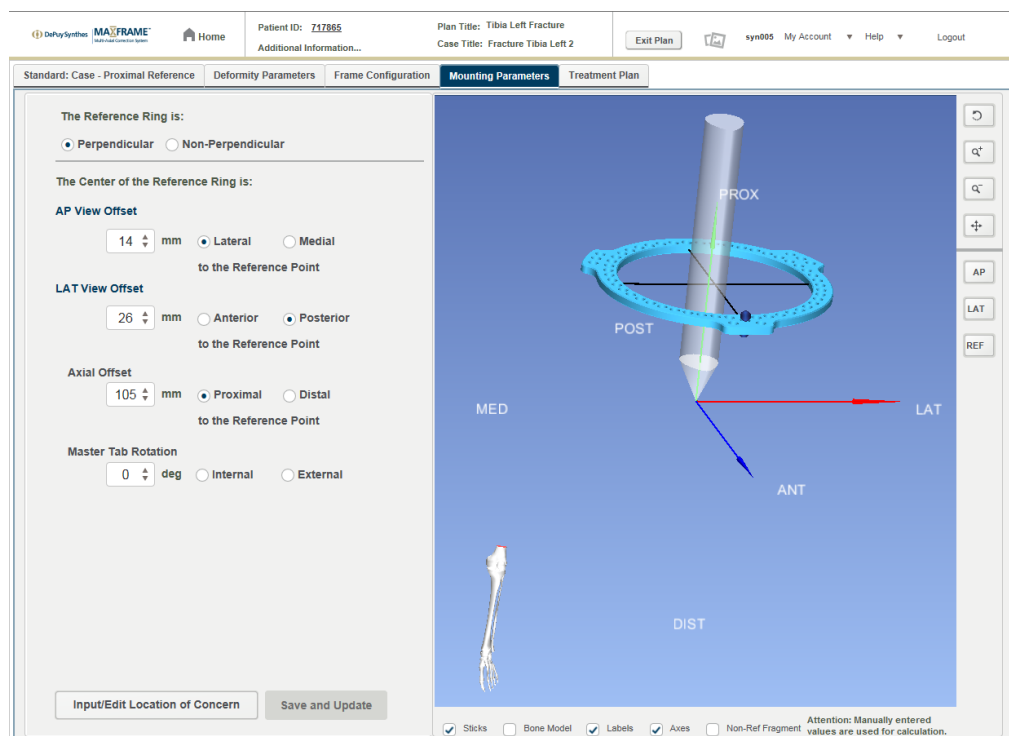 DePuySynthes
MAXFRAME™
Multi-Axial Correction System
Home
Patient ID: 717865
Additional Information...
Plan Title: Tibia Left Fracture
Case Title: Fracture Tibia Left 2
Exit Plan
syn005 My Account ▼ Help ▼ Logout
Standard: Case - Proximal Reference
Deformity Parameters
Frame Configuration
Mounting Parameters
Treatment Plan
The Reference Ring is:
Perpendicular Non-Perpendicular
The Center of the Reference Ring is:
AP View Offset
14 mm Lateral Medial
to the Reference Point
LAT View Offset
26 mm Anterior Posterior
to the Reference Point
Axial Offset
105 mm Proximal Distal
to the Reference Point
Master Tab Rotation
0 deg Internal External
Input/Edit Location of Concern
Save and Update
PROX
POST
MED
LAT
ANT
DIST
AP
LAT
REF
Sticks Bone Model Labels Axes Non-Ref Fragment
Attention: Manually entered
values are used for calculation.